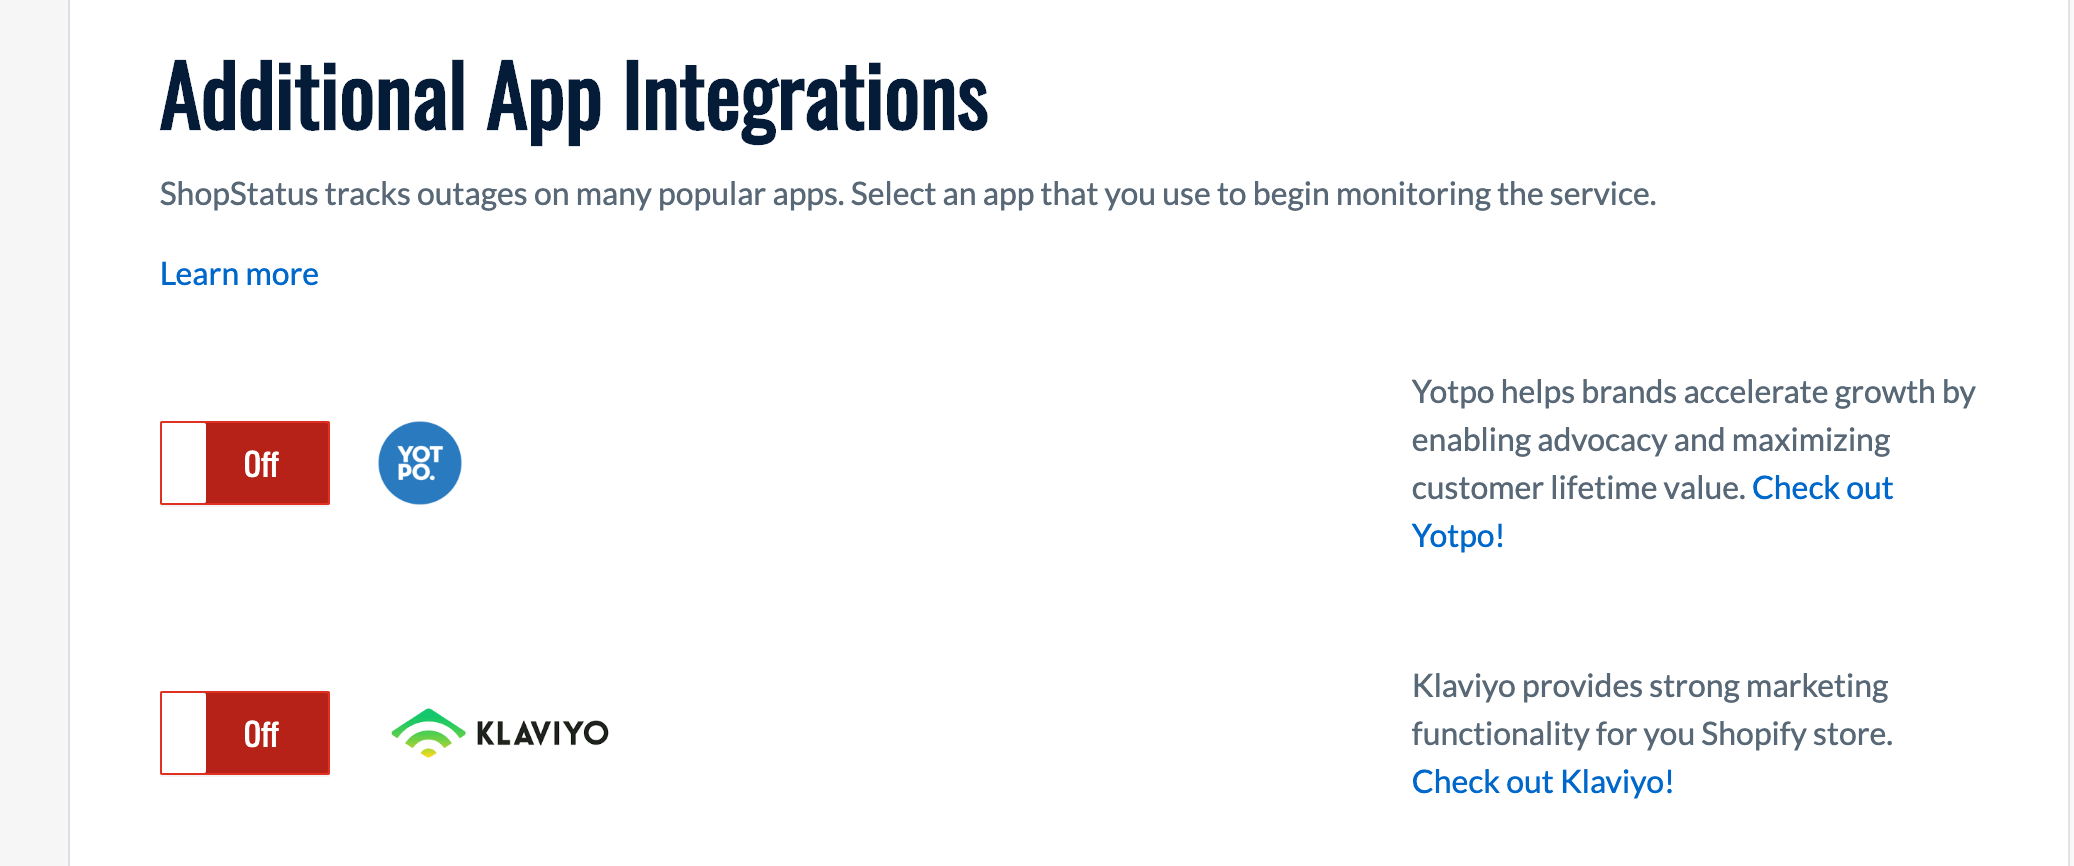 Additional App Integrations
ShopStatus tracks outages on many popular apps. Select an app that you use to begin monitoring the service.
Learn more
Off
YOT
PO.
Yotpo helps brands accelerate growth by
enabling advocacy and maximizing
customer lifetime value. Check out
Yotpo!
Off
KLAVIYO
Klaviyo provides strong marketing
functionality for you Shopify store.
Check out Klaviyo!